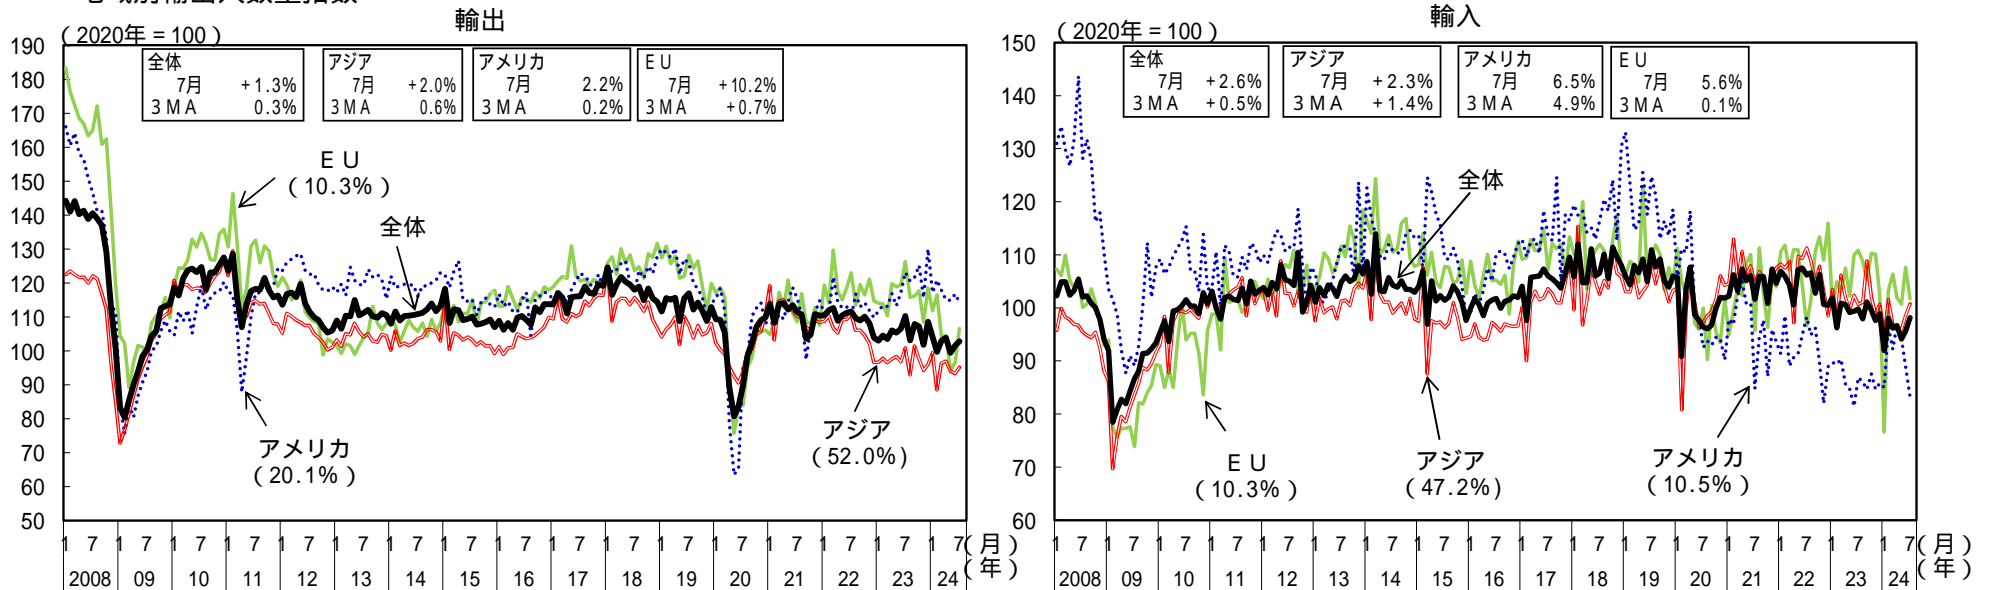 地域別輸出入数量指数
輸出
（2020年＝100）
190
180
170
160
150
140
130
120
110
100
90
80
70
60
50
全体
7月 +1.3%
3MA 0.3%
アジア
7月 +2.0%
3MA 0.6%
アメリカ
7月 2.2%
3MA 0.2%
ＥＵ
7月 +10.2%
3MA +0.7%
ＥＵ
（10.3%）
全体
アメリカ
（20.1%）
アジア
（52.0%）
1 7 1 7 1 7 1 7 1 7 1 7 1 7 1 7 1 7 1 7 1 7 1 7 1 7 1 7 1 7 1 7 1 7（月）
2008 09 10 11 12 13 14 15 16 17 18 19 20 21 22 23 24（年）
輸入
（2020年＝100）
150
140
130
120
110
100
90
80
70
60
全体
7月 +2.6%
3MA +0.5%
アジア
7月 +2.3%
3MA +1.4%
アメリカ
7月 6.5%
3MA 4.9%
ＥＵ
7月 5.6%
3MA 0.1%
全体
ＥＵ
（10.3%）
アジア
（47.2%）
アメリカ
（10.5%）
1 7 1 7 1 7 1 7 1 7 1 7 1 7 1 7 1 7 1 7 1 7 1 7 1 7 1 7 1 7 1 7 1 7（月）
2008 09 10 11 12 13 14 15 16 17 18 19 20 21 22 23 24（年）